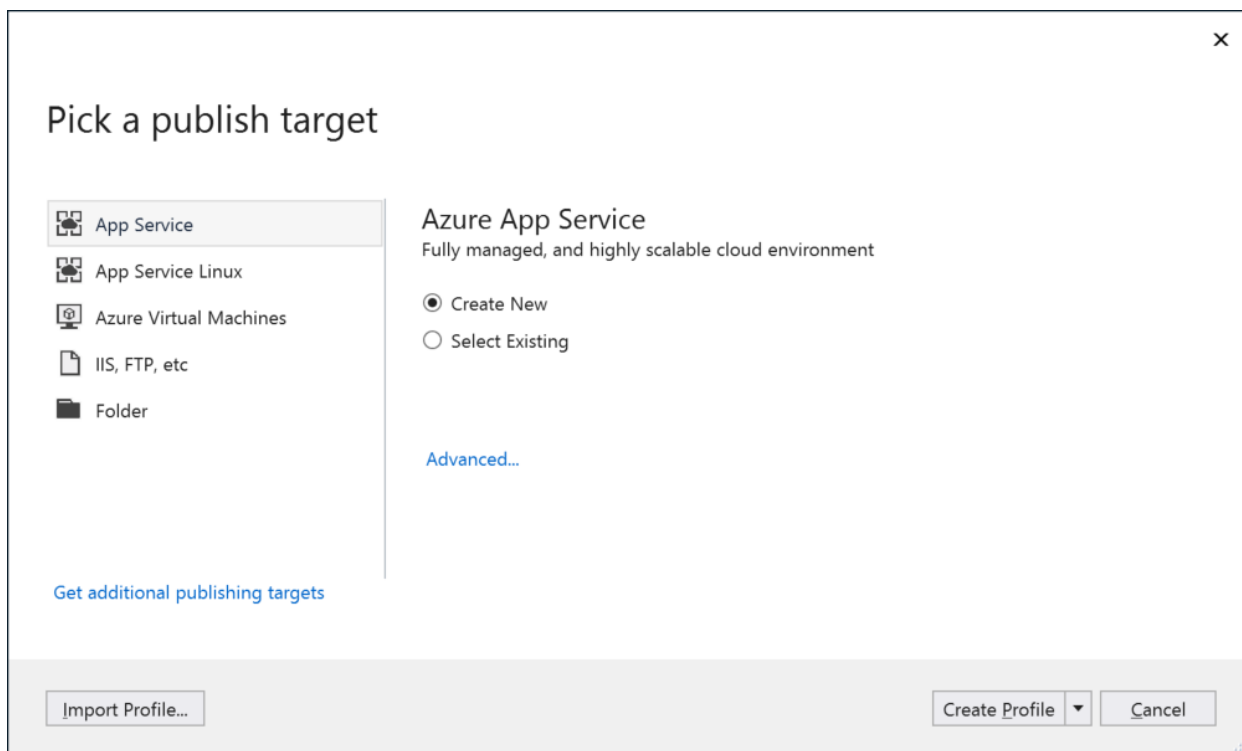 Pick a publish target
App Service
App Service Linux
Azure Virtual Machines
IIS, FTP, etc
Folder
Get additional publishing targets
Azure App Service
Fully managed, and highly scalable cloud environment
Create New
Select Existing
Advanced...
Import Profile...
Create Profile
Cancel